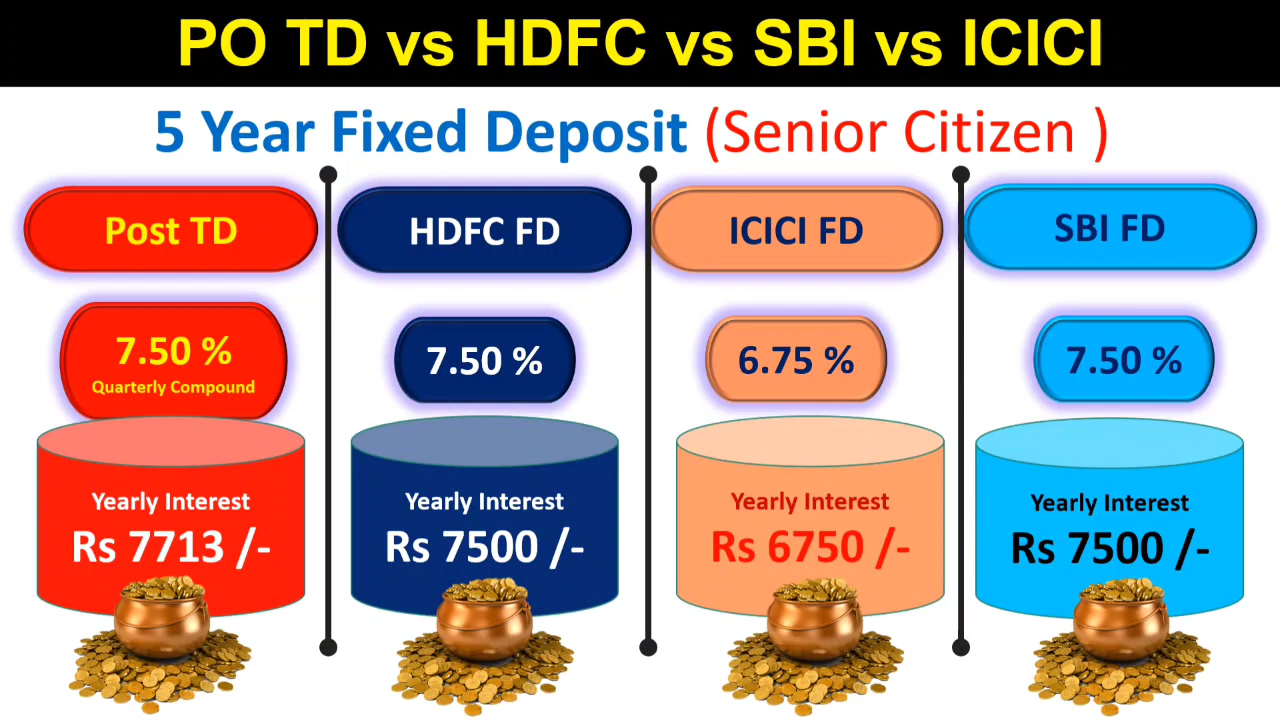 PO TD vs HDFC vs SBI vs ICICI
5 Year Fixed Deposit (Senior Citizen )
Post TD
HDFC FD
ICICI FD
SBI FD
7.50 %
Quarterly Compound
7.50 %
6.75 %
7.50 %
Yearly Interest
Rs 7713 /-
Yearly Interest
Rs 7500 /-
Yearly Interest
Rs 6750 /-
Yearly Interest
Rs 7500 /-